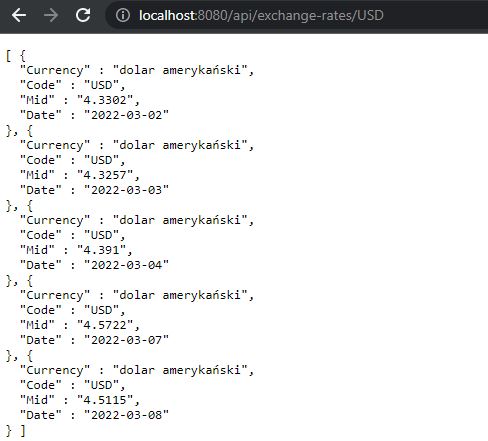 localhost:8080/api/exchange-rates/USD
[ {
  "Currency" : "dolar amerykański",
  "Code" : "USD",
  "Mid" : "4.3302",
  "Date" : "2022-03-02"
}, {
  "Currency" : "dolar amerykański",
  "Code" : "USD",
  "Mid" : "4.3257",
  "Date" : "2022-03-03"
}, {
  "Currency" : "dolar amerykański",
  "Code" : "USD",
  "Mid" : "4.391",
  "Date" : "2022-03-04"
}, {
  "Currency" : "dolar amerykański",
  "Code" : "USD",
  "Mid" : "4.5722",
  "Date" : "2022-03-07"
}, {
  "Currency" : "dolar amerykański",
  "Code" : "USD",
  "Mid" : "4.5115",
  "Date" : "2022-03-08"
} ]